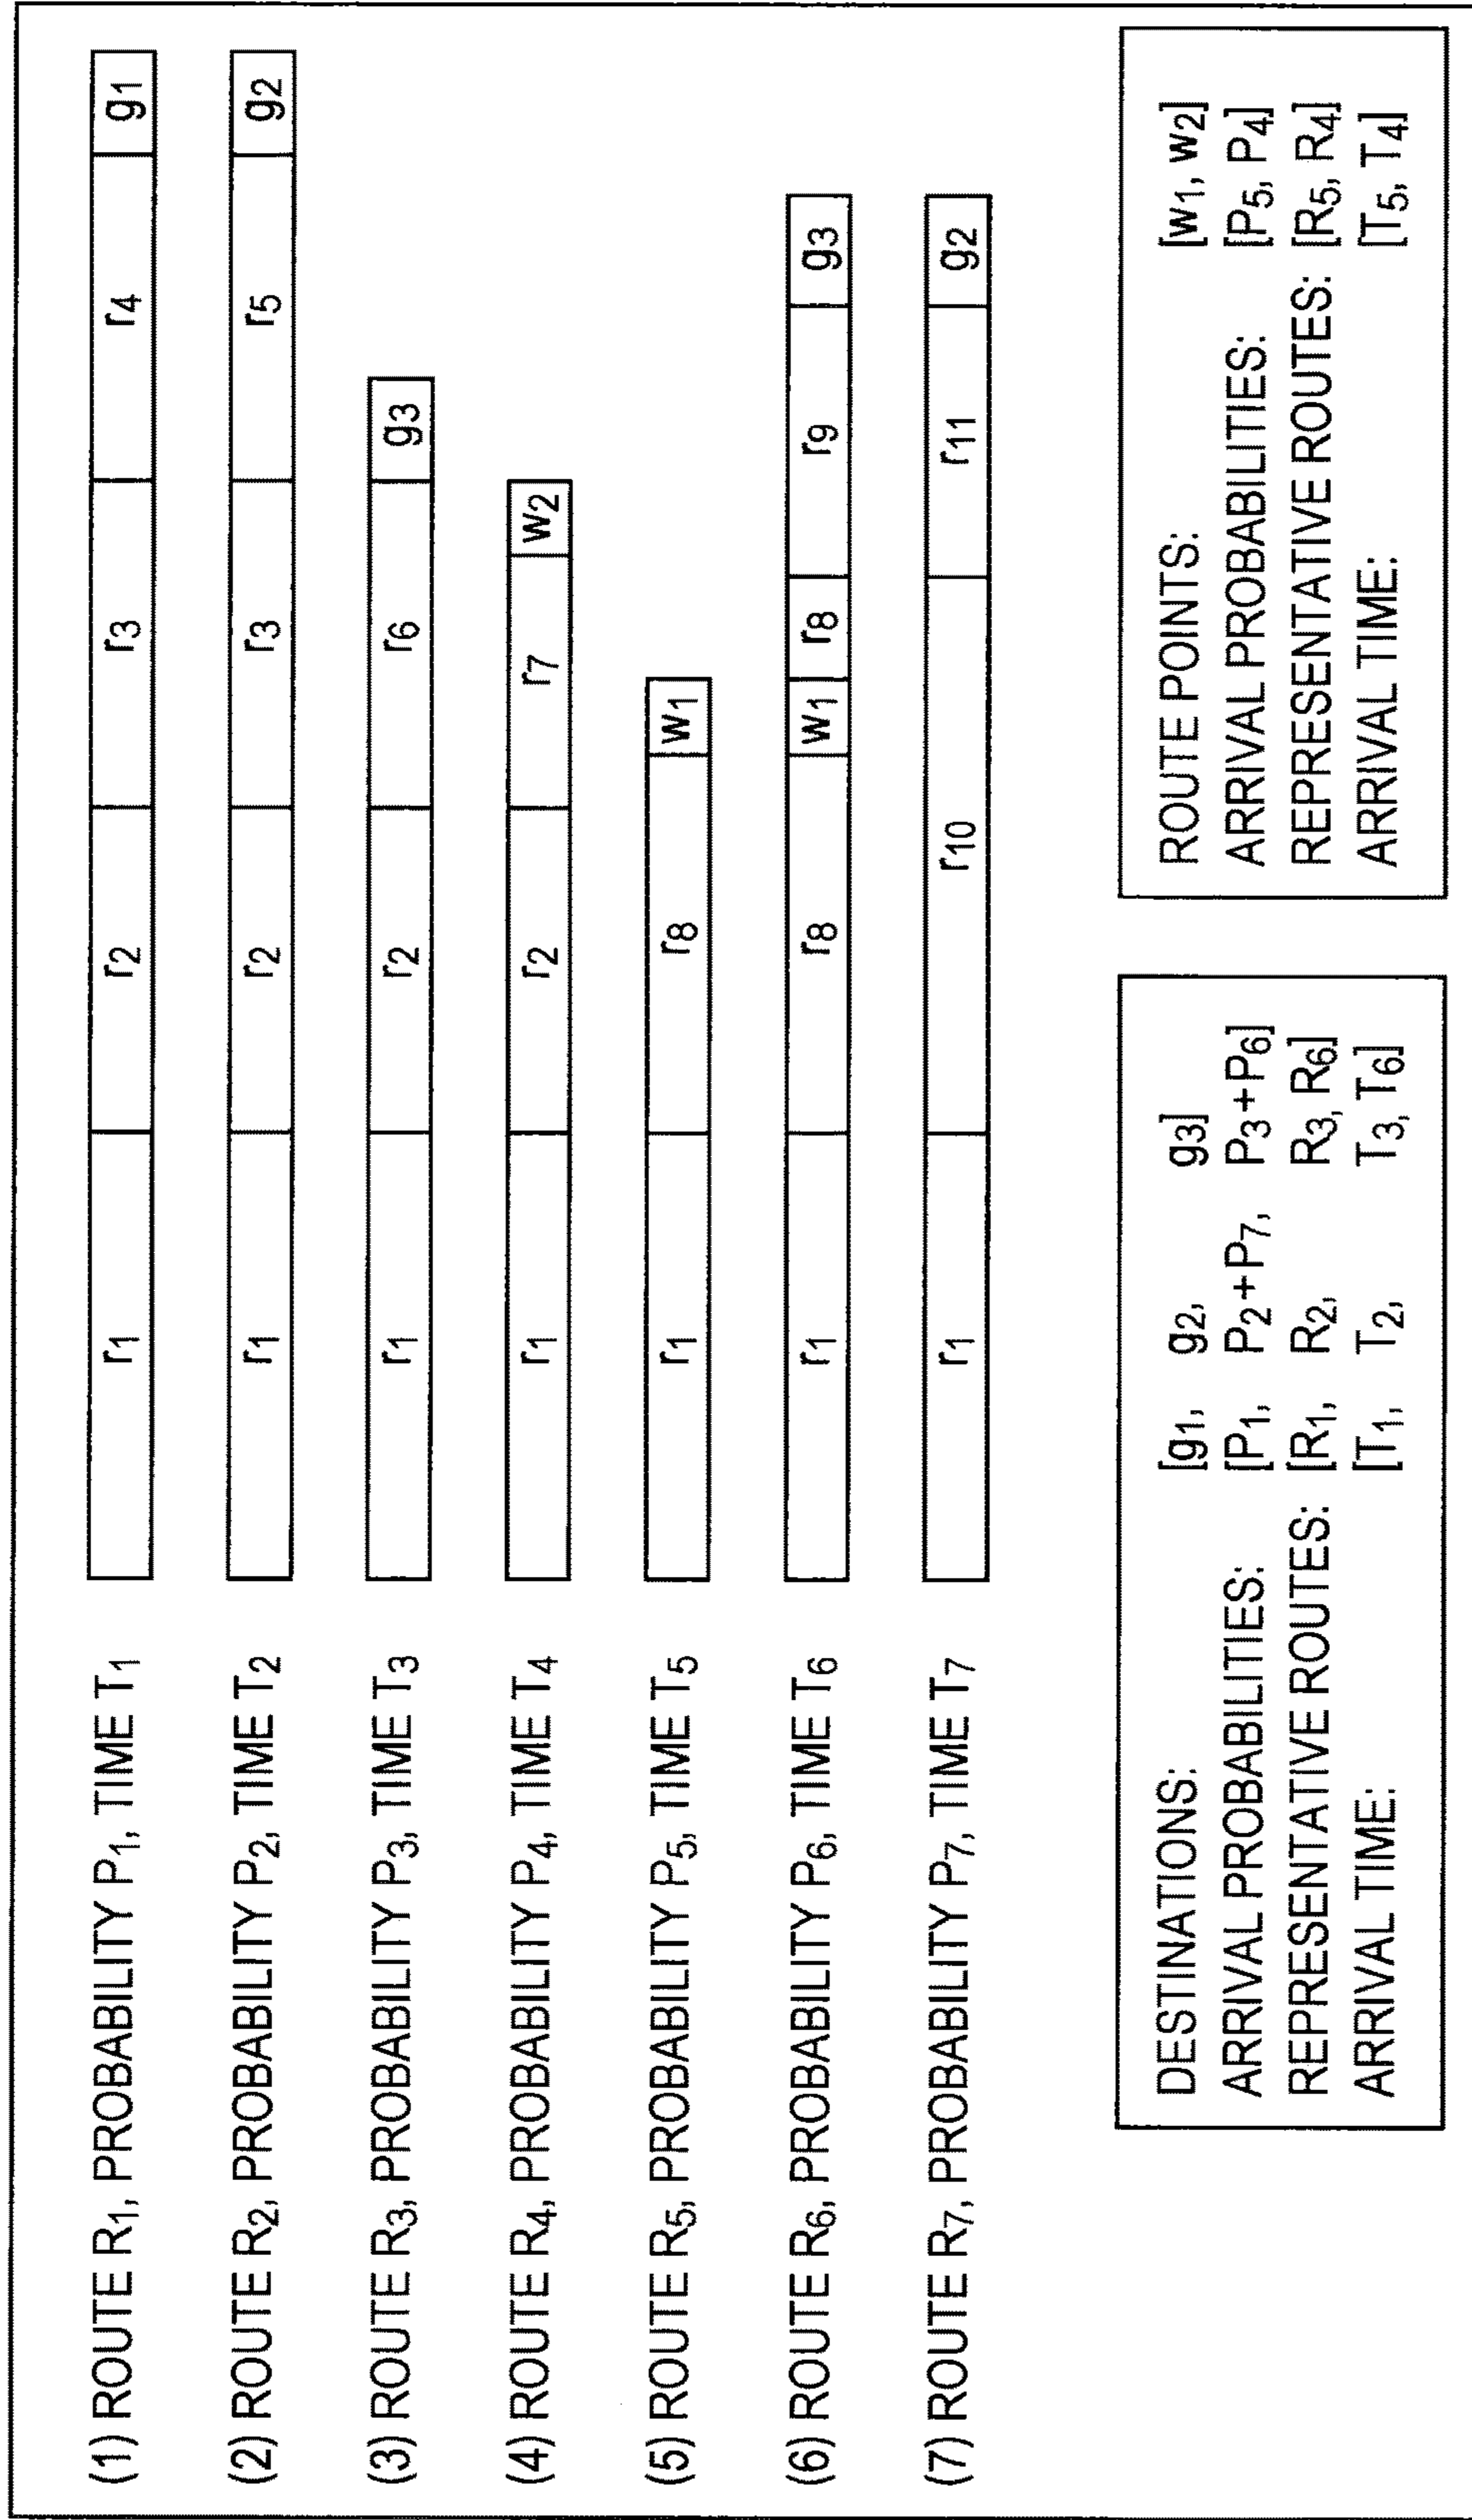 (1) ROUTE R1, PROBABILITY P1, TIME T1 r1 r2 r3 r4 g1
(2) ROUTE R2, PROBABILITY P2, TIME T2 r1 r2 r3 r5 g2
(3) ROUTE R3, PROBABILITY P3, TIME T3 r1 r2 r6 g3
(4) ROUTE R4, PROBABILITY P4, TIME T4 r1 r2 r7 w2
(5) ROUTE R5, PROBABILITY P5, TIME T5 r1 r8 w1
(6) ROUTE R6, PROBABILITY P6, TIME T6 r1 r8 w1 r8 r9 g3
(7) ROUTE R7, PROBABILITY P7, TIME T7 r1 r10 r11 g2
DESTINATIONS: [g1, g2, g3]
ARRIVAL PROBABILITIES: [P1, P2+P7, P3+P6]
REPRESENTATIVE ROUTES: [R1, R2, R3, R6]
ARRIVAL TIME: [T1, T2, T3, T6]
ROUTE POINTS: [w1, w2]
ARRIVAL PROBABILITIES: [P5, P4]
REPRESENTATIVE ROUTES: [R5, R4]
ARRIVAL TIME: [T5, T4]